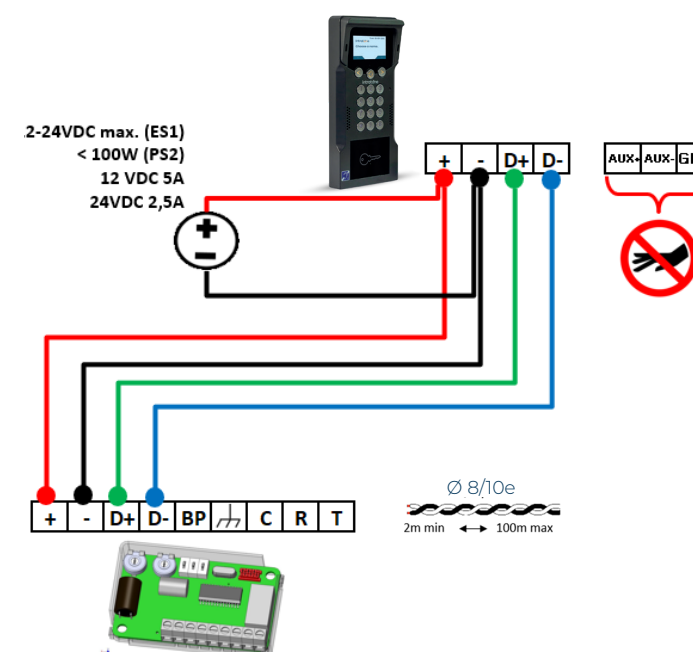 .2-24VDC max. (ES1)
< 100W (PS2)
12 VDC 5A
24VDC 2,5A
+ - D+ D-
AUX+ AUX- G
+
−
+ - D+ D- BP C R T
Ø 8/10e
2m min 100m max